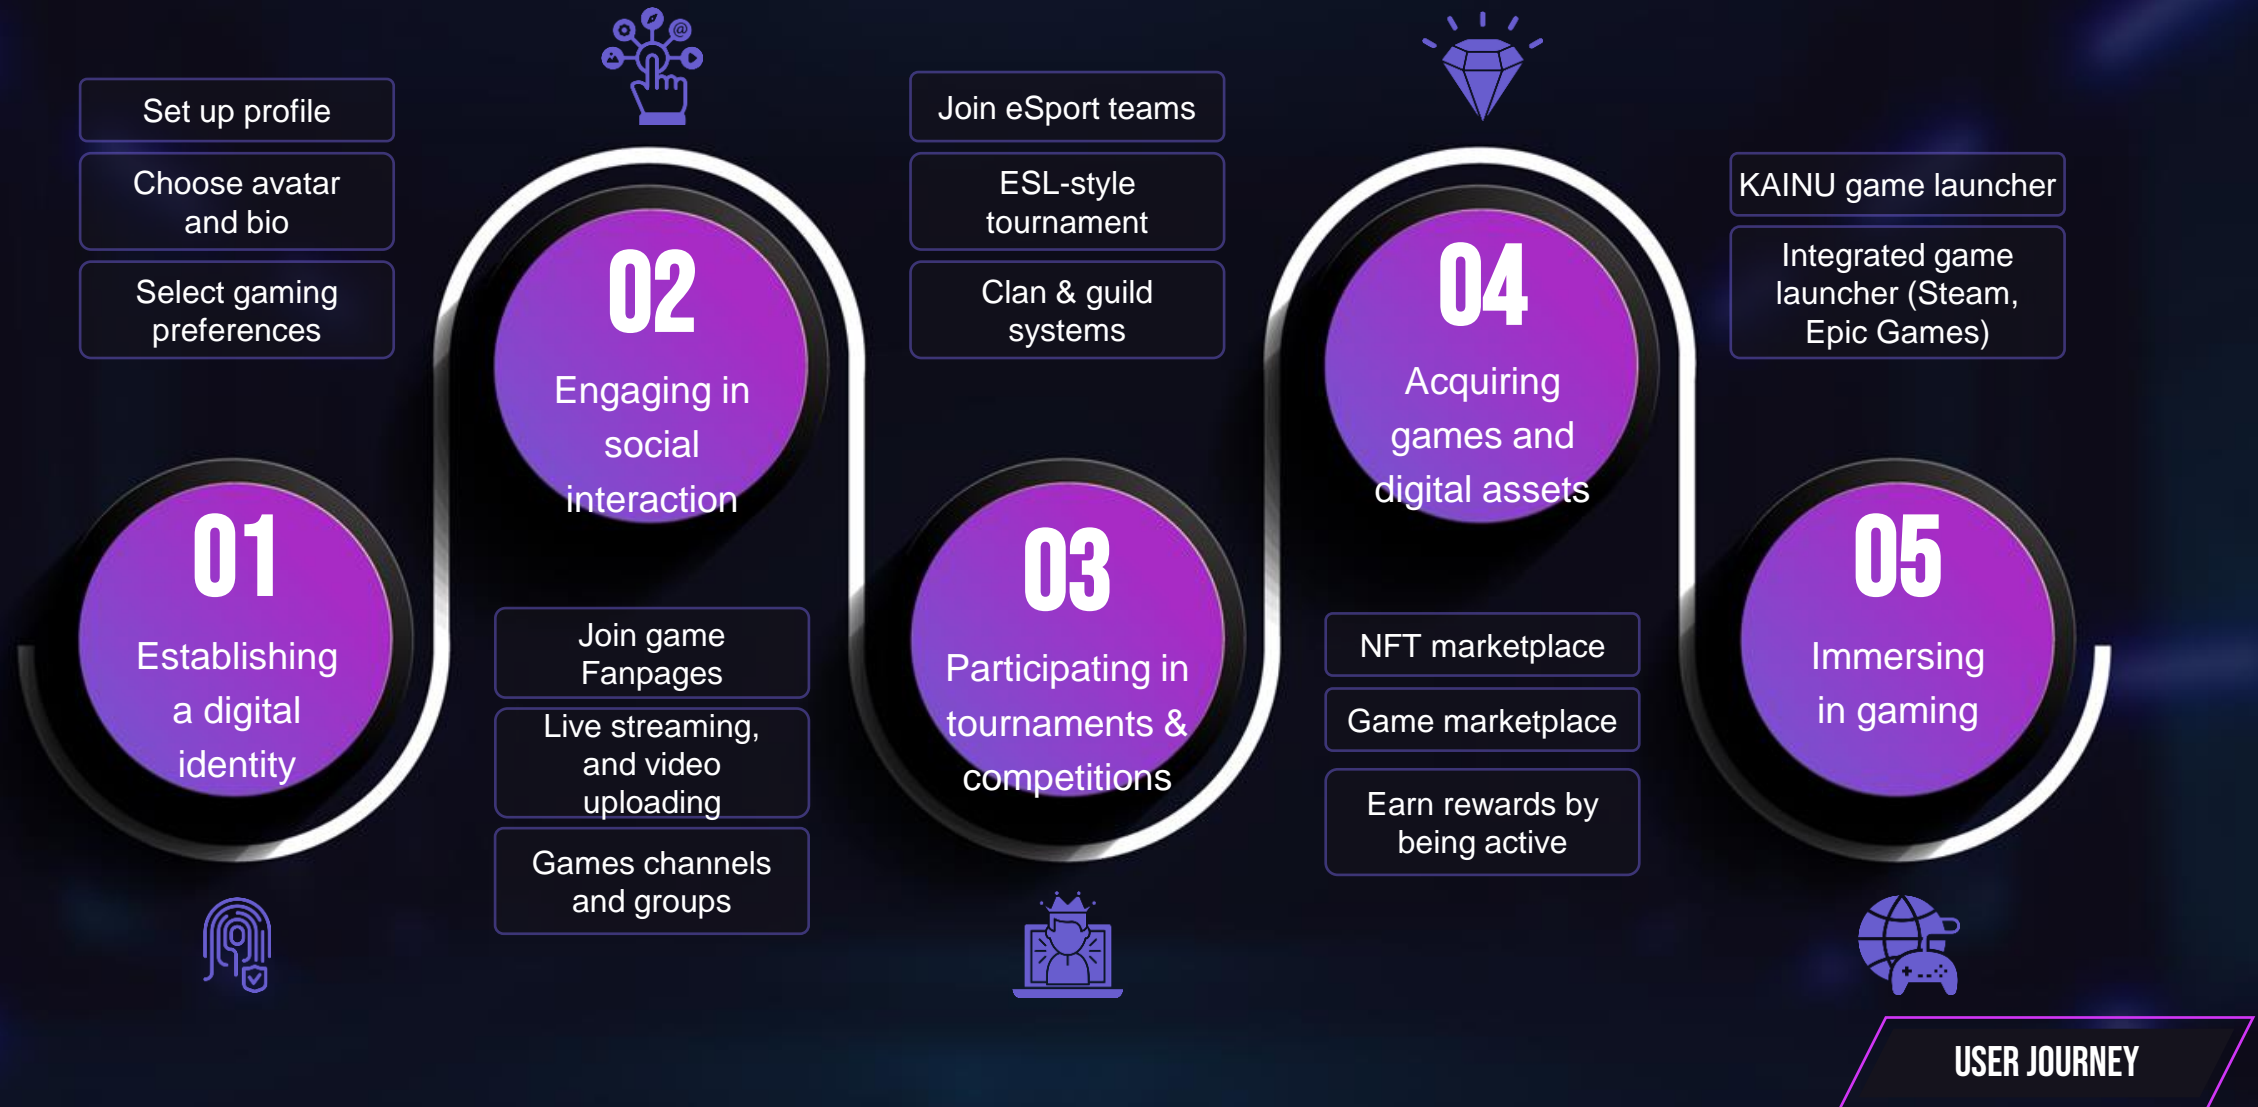 Set up profile
Choose avatar
and bio
Select gaming
preferences
01
Establishing
a digital
identity
02
Engaging in
social
interaction
Join game
Fanpages
Live streaming,
and video
uploading
Games channels
and groups
Join eSport teams
ESL-style
tournament
Clan & guild
systems
03
Participating in
tournaments &
competitions
04
Acquiring
games and
digital assets
NFT marketplace
Game marketplace
Earn rewards by
being active
KAINU game launcher
Integrated game
launcher (Steam,
Epic Games)
05
Immersing
in gaming
USER JOURNEY